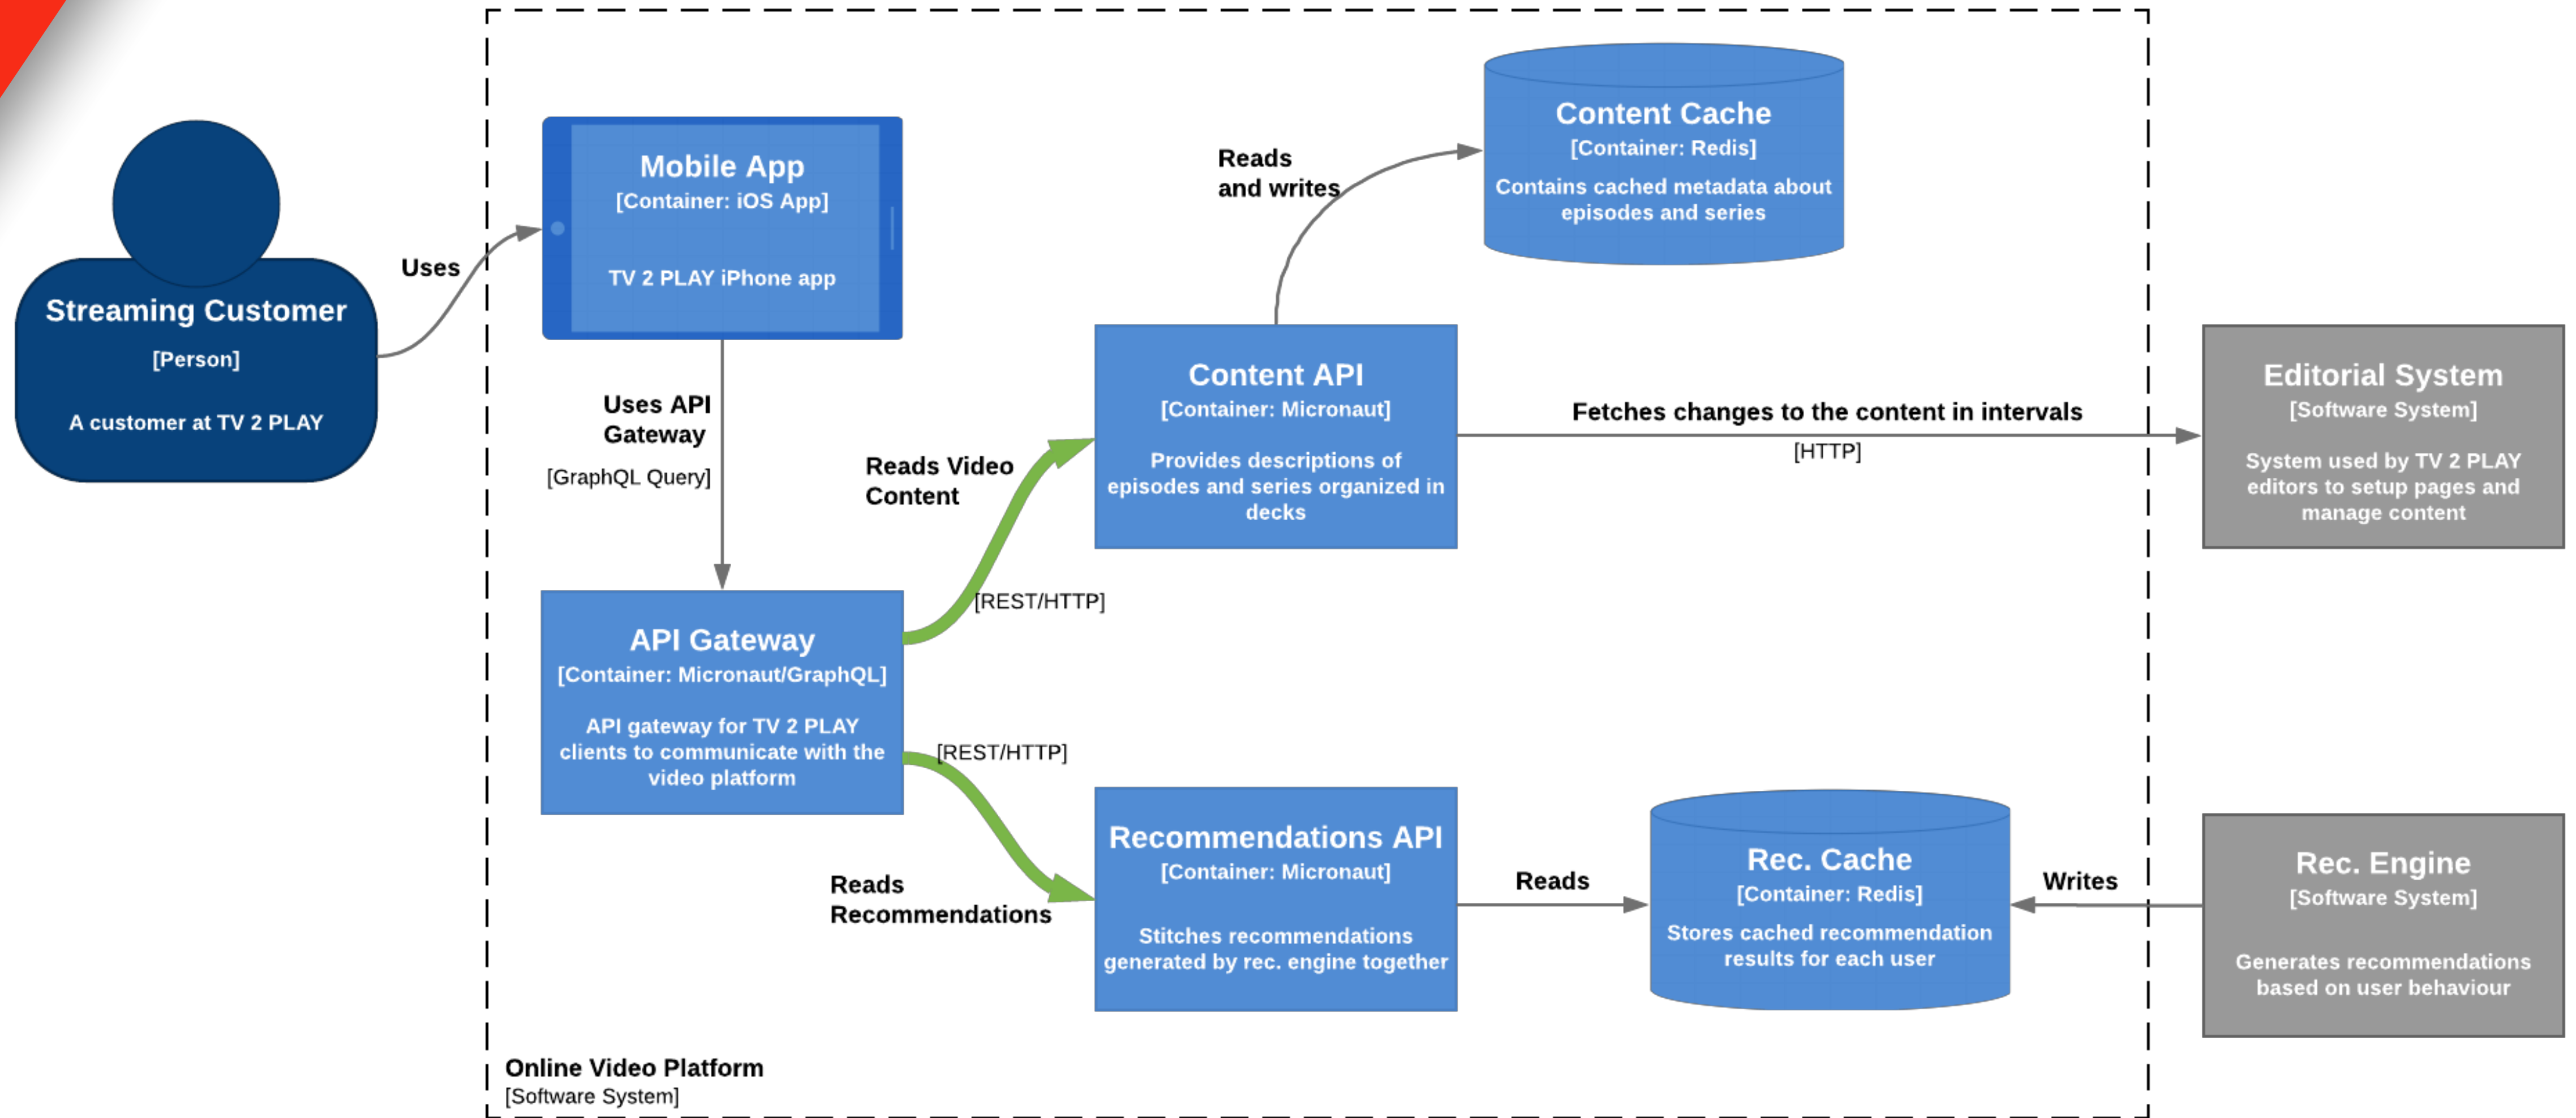 Streaming Customer
[Person]
A customer at TV 2 PLAY
Uses
Mobile App
[Container: iOS App]
TV 2 PLAY iPhone app
Uses API
Gateway
[GraphQL Query]
API Gateway
[Container: Micronaut/GraphQL]
API gateway for TV 2 PLAY
clients to communicate with the
video platform
Reads Video
Content
[REST/HTTP]
[REST/HTTP]
Reads
Recommendations
Content API
[Container: Micronaut]
Provides descriptions of
episodes and series organized in
decks
Reads
and writes
Content Cache
[Container: Redis]
Contains cached metadata about
episodes and series
Fetches changes to the content in intervals
[HTTP]
Editorial System
[Software System]
System used by TV 2 PLAY
editors to setup pages and
manage content
Recommendations API
[Container: Micronaut]
Stitches recommendations
generated by rec. engine together
Reads
Rec. Cache
[Container: Redis]
Stores cached recommendation
results for each user
Writes
Rec. Engine
[Software System]
Generates recommendations
based on user behaviour
Online Video Platform
[Software System]